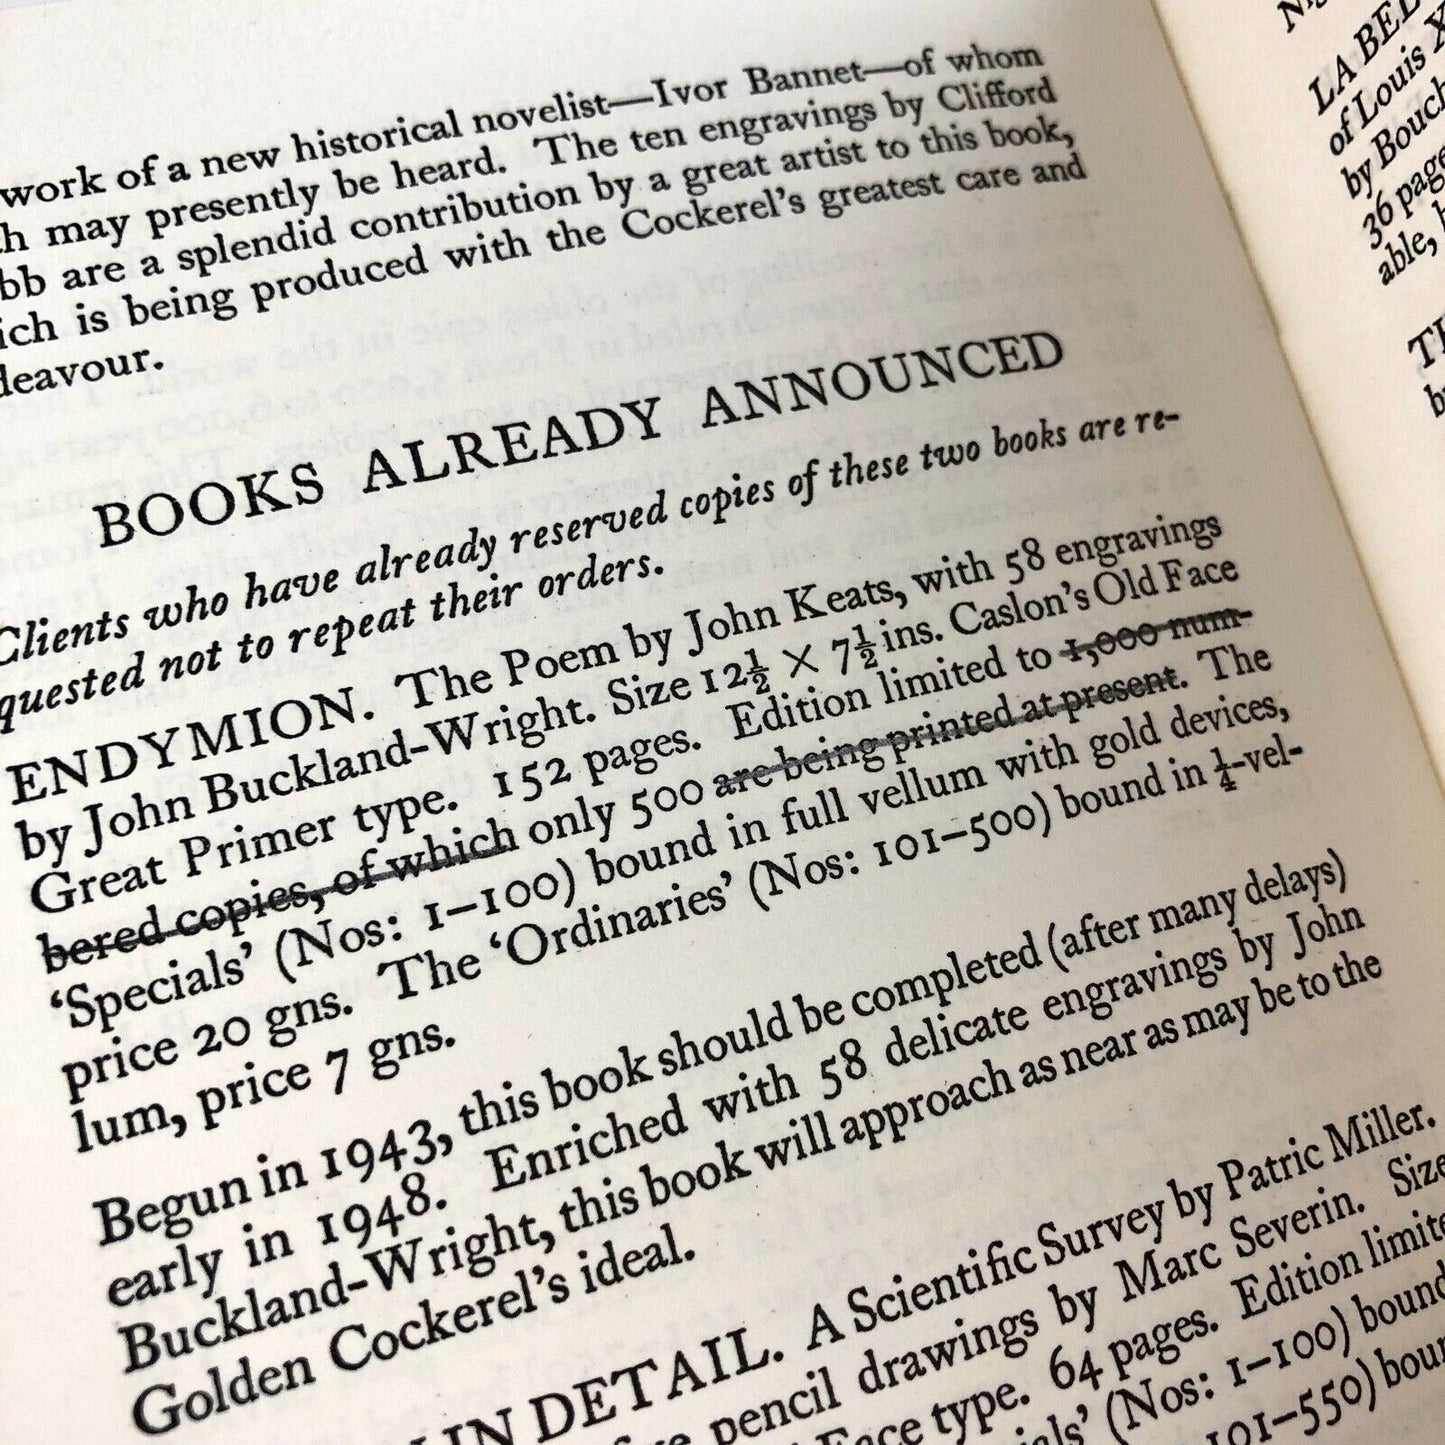 work of a new historical novelist—Ivor Bannet—of whom
may presently be heard. The ten engravings by Clifford
bb are a splendid contribution by a great artist to this book,
ich is being produced with the Cockerel's greatest care and
deavour.
BOOKS ALREADY ANNOUNCED
Clients who have already reserved copies of these two books are re-
quested not to repeat their orders.
ENDYMION. The Poem by John Keats, with 58 engravings
by John Buckland-Wright. Size 12½ × 7½ ins. Caslon's Old Face
Great Primer type. 152 pages. Edition limited to 1,000 num-
bered copies, of which only 500 are being printed at present. The
'Specials' (Nos: 1–100) bound in full vellum with gold devices,
price 20 gns. The 'Ordinaries' (Nos: 101–500) bound in ¼-vel-
lum, price 7 gns.
Begun in 1943, this book should be completed (after many delays)
early in 1948. Enriched with 58 delicate engravings by John
Buckland-Wright, this book will approach as near as may be to the
Golden Cockerel's ideal.
IN DETAIL. A Scientific Survey by Patric Miller.
pencil drawings by Marc Severin. Size
Face type. 64 pages. Edition limite
ials' (Nos: 1–100) bound
101–550) boun
LA BEL
of Louis X
by Bouch
36 page
able,